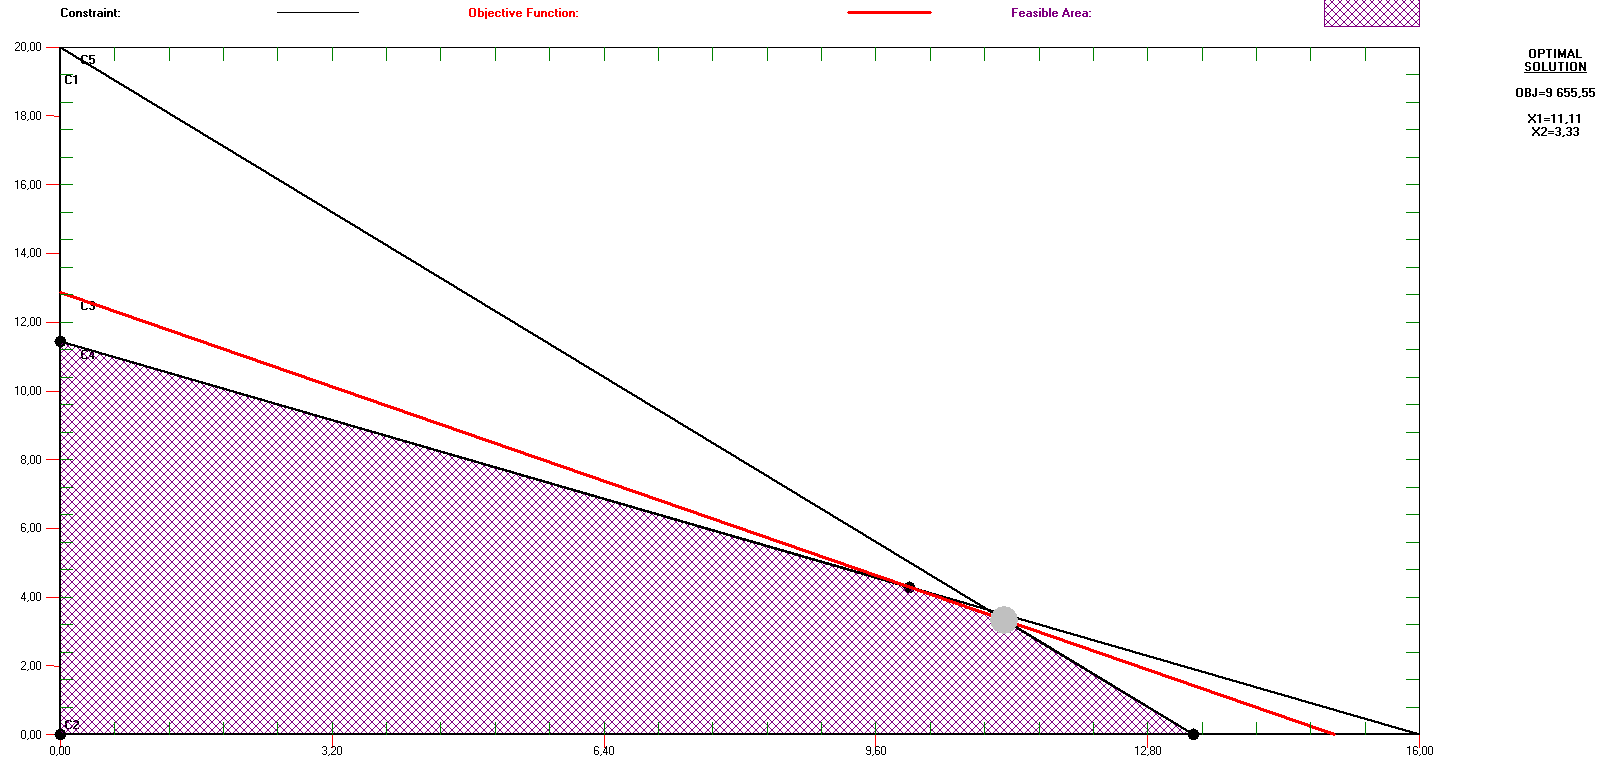 Constraint: Objective Function: Feasible Area:
OPTIMAL
SOLUTION
OBJ=9 655,55
X1=11,11
X2=3,33
20,00
18,00
16,00
14,00
12,00
10,00
8,00
6,00
4,00
2,00
0,00
C5
C1
C3
C4
C2
0,00 3,20 6,40 9,60 12,80 16,00